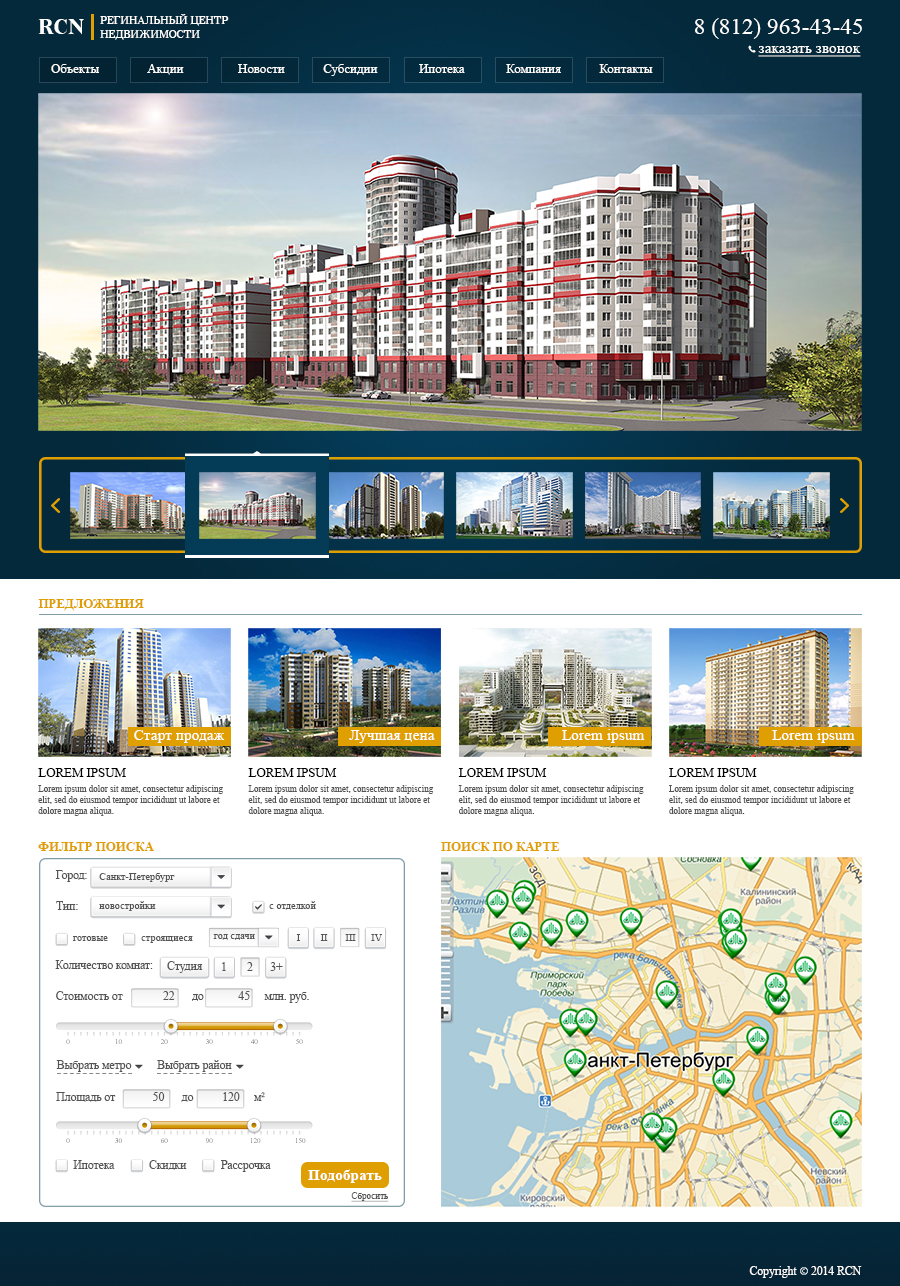 RCN
РЕГИНАЛЬНЫЙ ЦЕНТР
НЕДВИЖИМОСТИ
8 (812) 963-43-45
заказать звонок
Объекты
Акции
Новости
Субсидии
Ипотека
Компания
Контакты
ПРЕДЛОЖЕНИЯ
Старт продаж
Лучшая цена
Lorem ipsum
Lorem ipsum
LOREM IPSUM
Lorem ipsum dolor sit amet, consectetur adipiscing
elit, sed do eiusmod tempor incididunt ut labore et
dolore magna aliqua.
LOREM IPSUM
Lorem ipsum dolor sit amet, consectetur adipiscing
elit, sed do eiusmod tempor incididunt ut labore et
dolore magna aliqua.
LOREM IPSUM
Lorem ipsum dolor sit amet, consectetur adipiscing
elit, sed do eiusmod tempor incididunt ut labore et
dolore magna aliqua.
LOREM IPSUM
Lorem ipsum dolor sit amet, consectetur adipiscing
elit, sed do eiusmod tempor incididunt ut labore et
dolore magna aliqua.
ФИЛЬТР ПОИСКА
Город: Санкт-Петербург
Тип: новостройки с отделкой
готовые строящиеся год сдачи I II III IV
Количество комнат: Студия 1 2 3+
Стоимость от 22 до 45 млн. руб.
0 10 20 30 40 50
Выбрать метро Выбрать район
Площадь от 50 до 120 м²
0 30 60 90 120 150
Ипотека Скидки Рассрочка
Подобрать
Сбросить
ПОИСК ПО КАРТЕ
Сосновка
ЗСД
КАД
Калининский
район
Лахтинс
Разлив
река Большая
Приморский
парк
Победы
анкт-Петербург
река Фонтанка
Невский
район
Кировский
район
Copyright © 2014 RCN